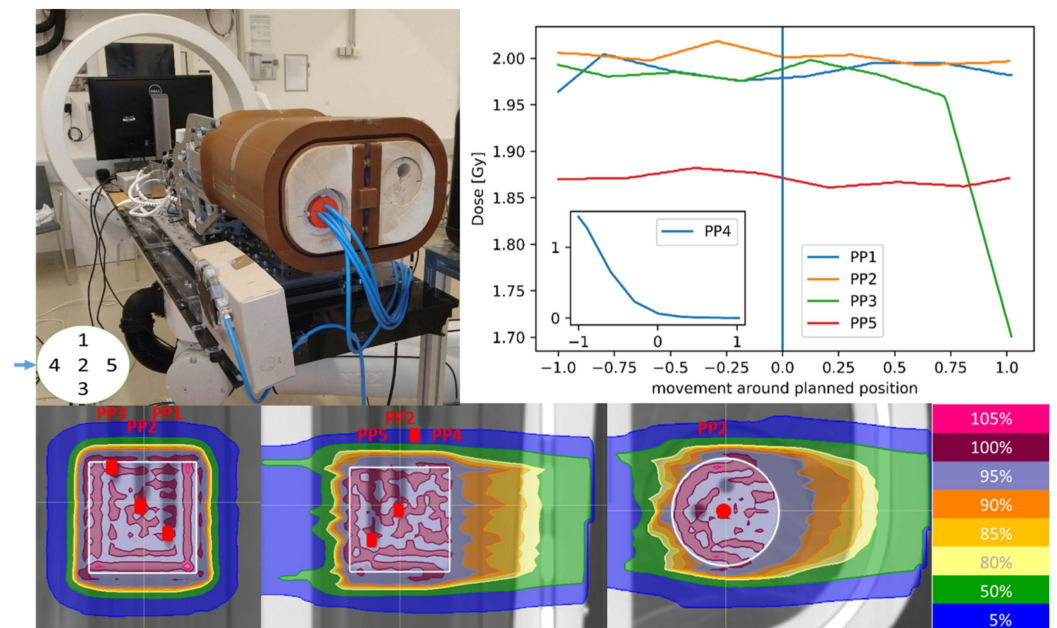 1
4 2 5
3
Dose [Gy]
2.00
1.95
1.90
1.85
1.80
1.75
1.70
PP4
1
0
−1 0 1
PP1
PP2
PP3
PP5
−1.0 −0.75 −0.50 −0.25 0.0 0.25 0.50 0.75 1.0
movement around planned position
PP3 PP1
PP2
PP2
PP5 PP4
PP2
105%
100%
95%
90%
85%
80%
50%
5%